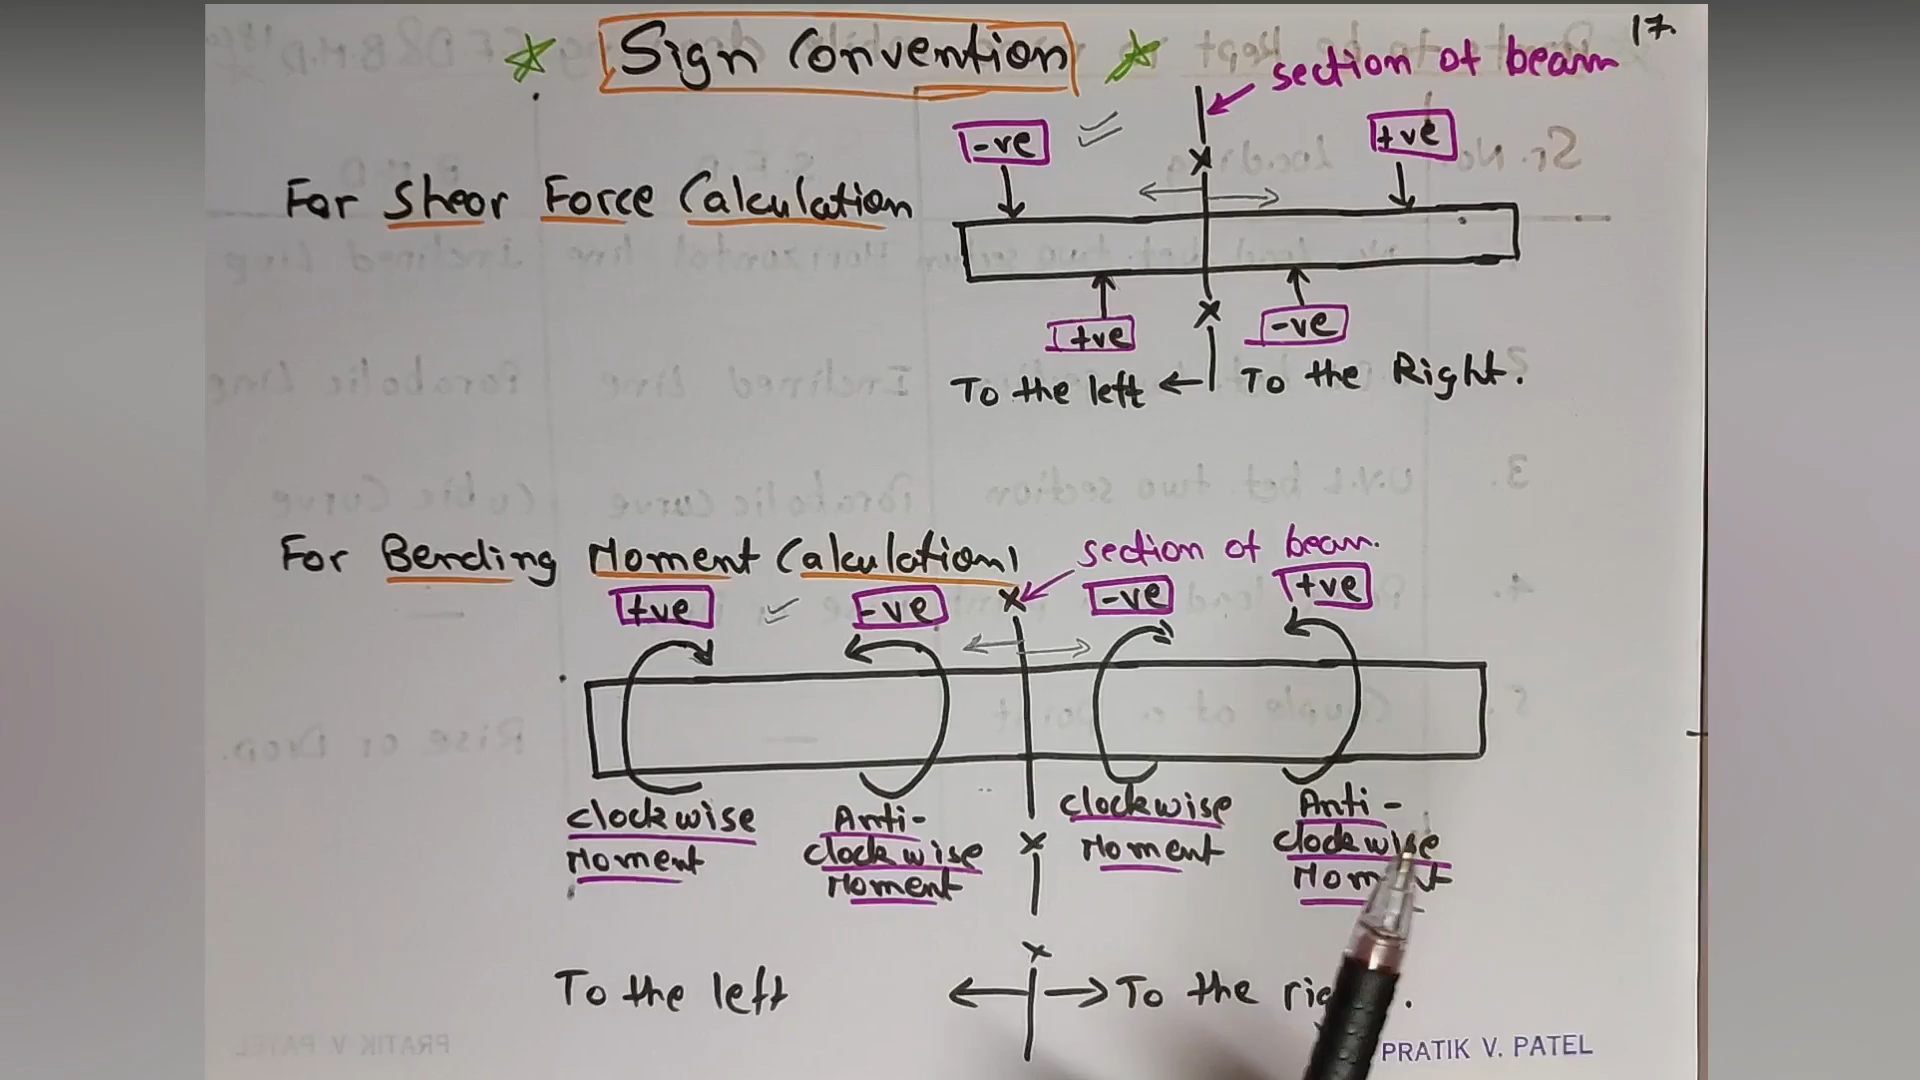 17.
Sign Convention
section of beam
-ve
+ve
For Shear Force Calculation
x
+ve
x
-ve
To the left ← To the Right.
For Bending Moment Calculation
section of beam.
+ve
-ve
x
-ve
+ve
clockwise Moment
Anti-clockwise Moment
x
clockwise Moment
Anti-clockwise
x
To the left ← → To the
PRATIK V. PATEL